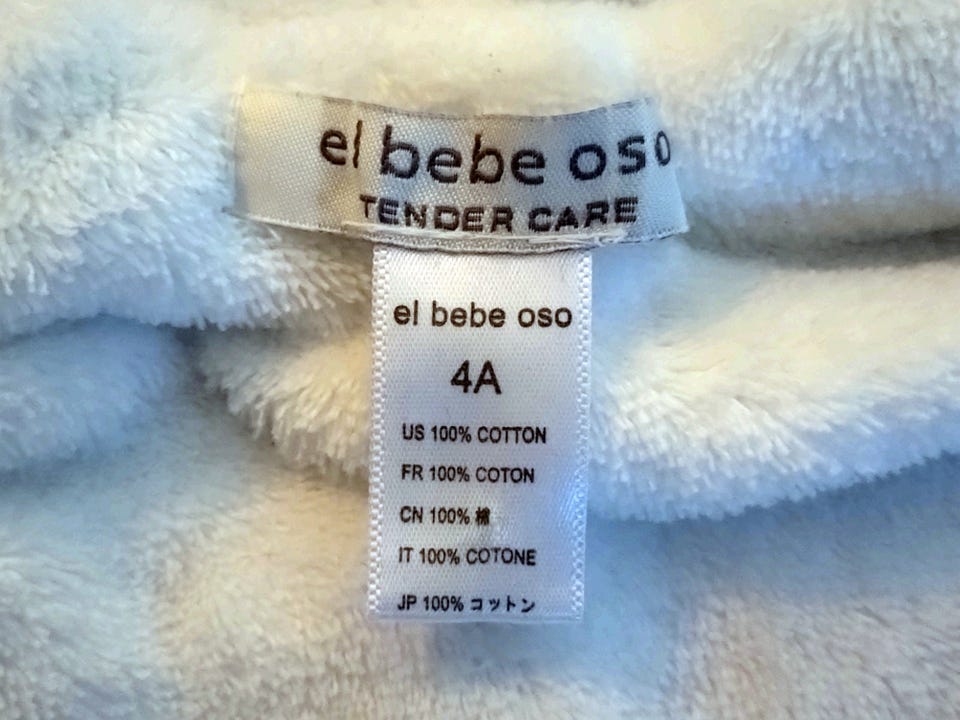 el bebe oso
TENDER CARE
el bebe oso
4A
US 100% COTTON
FR 100% COTON
CN 100% 棉
IT 100% COTONE
JP 100% コットン